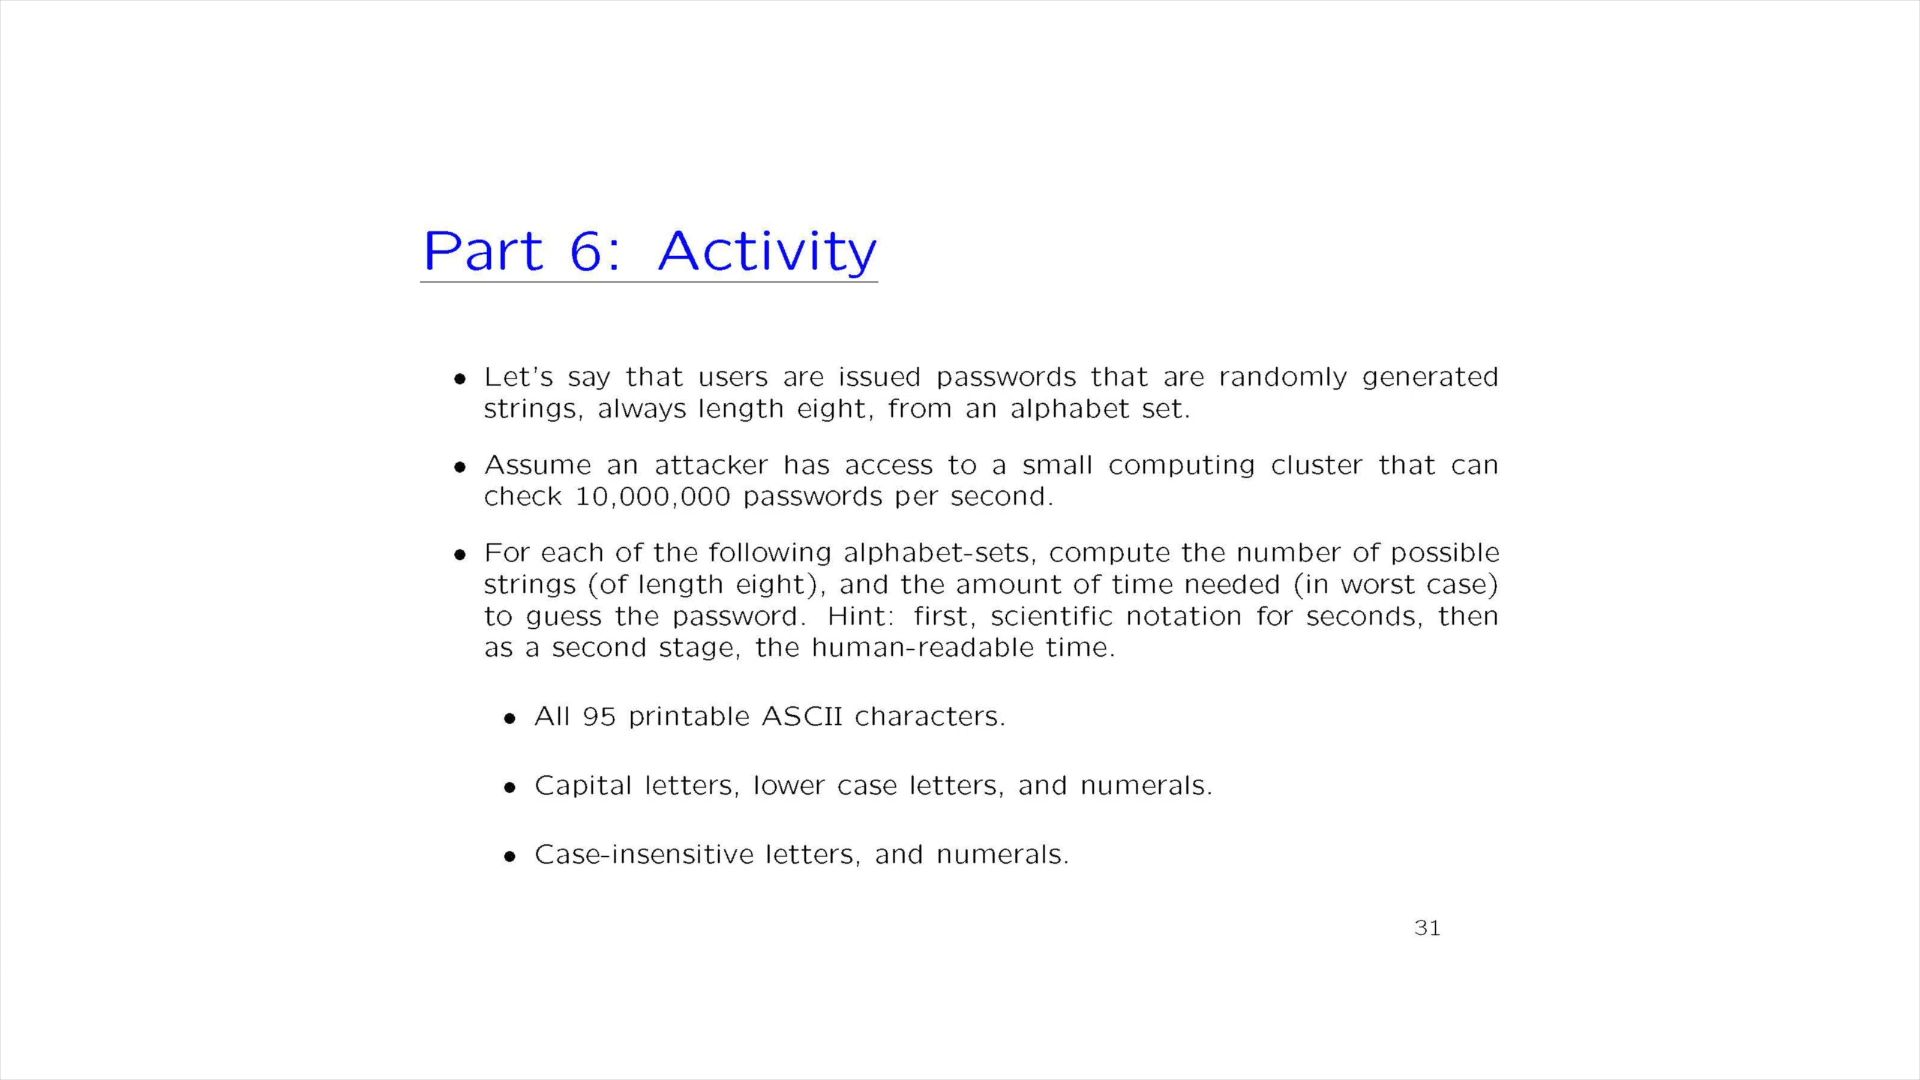 Part 6: Activity
• Let's say that users are issued passwords that are randomly generated
strings, always length eight, from an alphabet set.
• Assume an attacker has access to a small computing cluster that can
check 10,000,000 passwords per second.
• For each of the following alphabet-sets, compute the number of possible
strings (of length eight), and the amount of time needed (in worst case)
to guess the password. Hint: first, scientific notation for seconds, then
as a second stage, the human-readable time.
• All 95 printable ASCII characters.
• Capital letters, lower case letters, and numerals.
• Case-insensitive letters, and numerals.
31